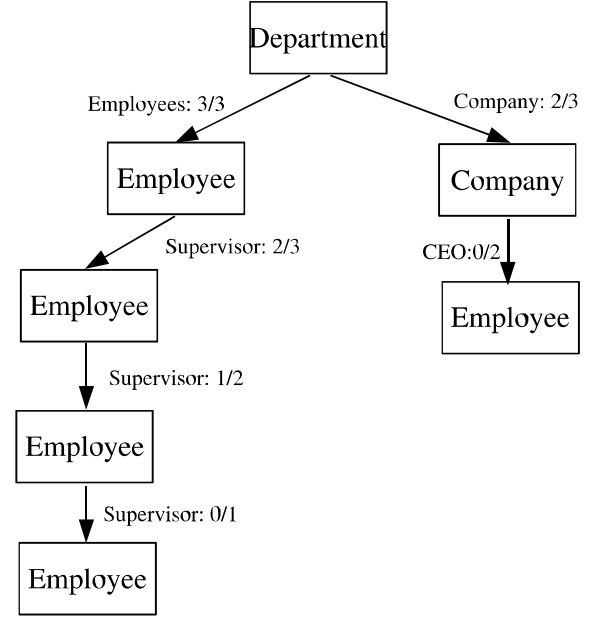 Department
Employees: 3/3
Company: 2/3
Employee
Company
Supervisor: 2/3
CEO:0/2
Employee
Employee
Supervisor: 1/2
Employee
Supervisor: 0/1
Employee